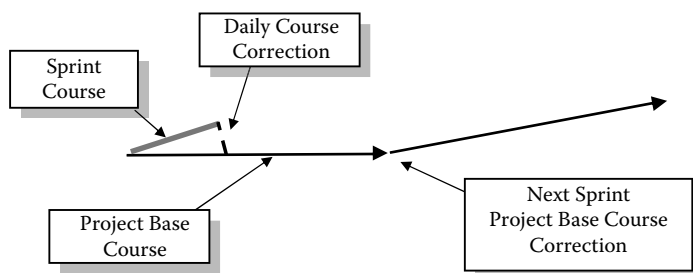 Daily Course
Correction
Sprint
Course
Project Base
Course
Next Sprint
Project Base Course
Correction